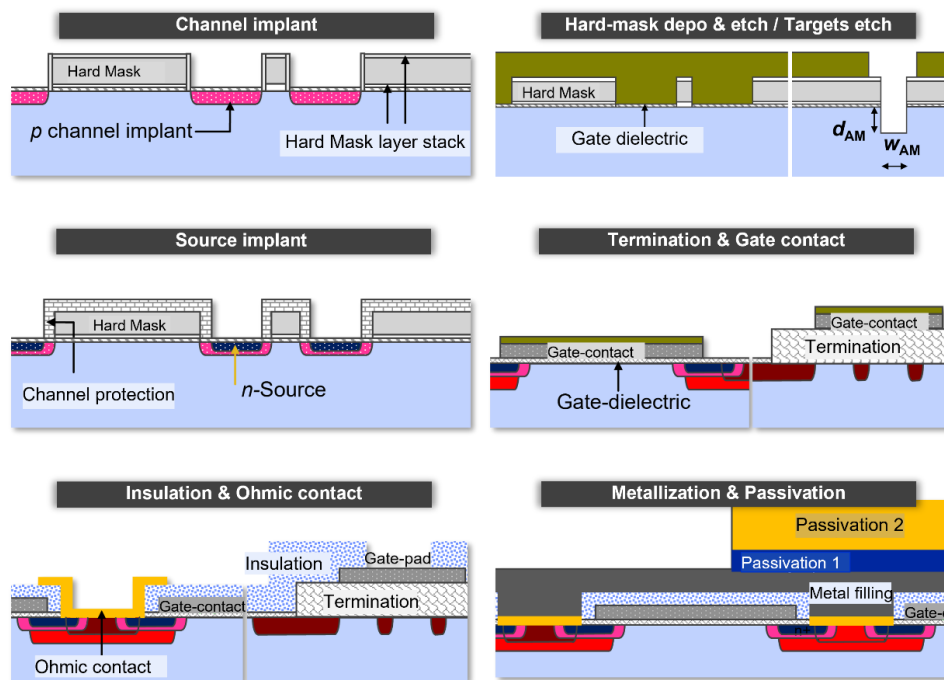 Channel implant
Hard Mask
p channel implant
Hard Mask layer stack
Hard-mask depo & etch / Targets etch
Hard Mask
Gate dielectric
dAM
wAM
Source implant
Hard Mask
Channel protection
n-Source
Termination & Gate contact
Gate-contact
Gate-contact
Termination
Gate-dielectric
Insulation & Ohmic contact
Insulation
Gate-pad
Gate-contact
Termination
Ohmic contact
Metallization & Passivation
Passivation 2
Passivation 1
Metal filling
n+